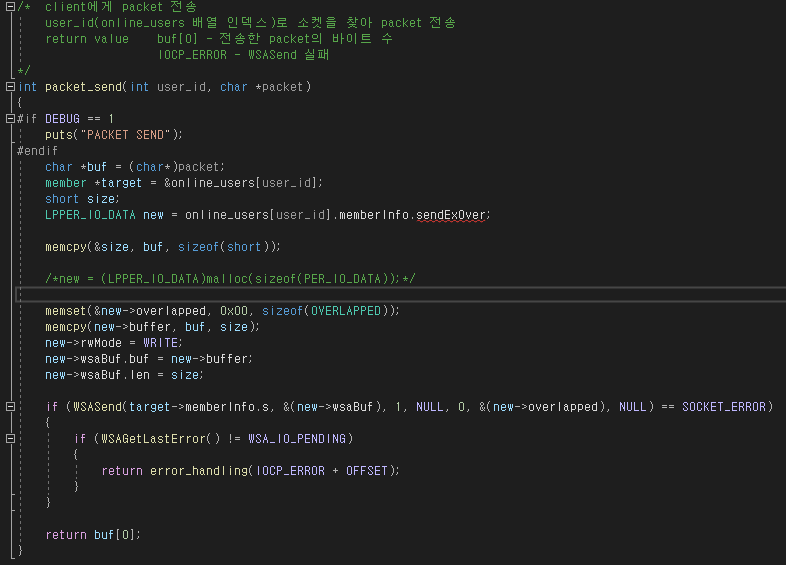 /*  client에게 packet 전송
    user_id(online_users 배열 인덱스)로 소켓을 찾아 packet 전송
    return value    buf[0] - 전송한 packet의 바이트 수
                    IOCP_ERROR - WSASend 실패
*/
int packet_send(int user_id, char *packet)
{
#if DEBUG == 1
    puts("PACKET SEND");
#endif
    char *buf = (char*)packet;
    member *target = &online_users[user_id];
    short size;
    LPPER_IO_DATA new = online_users[user_id].memberInfo.sendExOver;

    memcpy(&size, buf, sizeof(short));

    /*new = (LPPER_IO_DATA)malloc(sizeof(PER_IO_DATA));*/

    memset(&new->overlapped, 0x00, sizeof(OVERLAPPED));
    memcpy(new->buffer, buf, size);
    new->rwMode = WRITE;
    new->wsaBuf.buf = new->buffer;
    new->wsaBuf.len = size;

    if (WSASend(target->memberInfo.s, &(new->wsaBuf), 1, NULL, 0, &(new->overlapped), NULL) == SOCKET_ERROR)
    {
        if (WSAGetLastError() != WSA_IO_PENDING)
        {
            return error_handling(IOCP_ERROR + OFFSET);
        }
    }

    return buf[0];
}